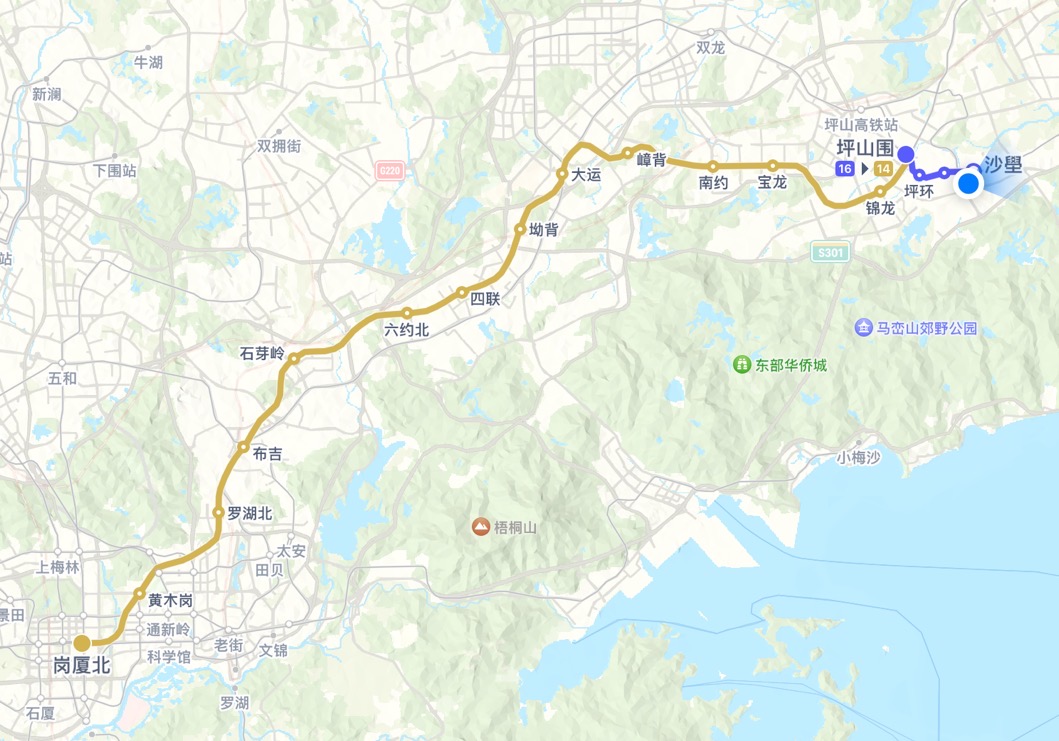 双龙
牛湖
新澜
坪山高铁站
双拥街
坪山围
嶂背
下围站
G220
16
14
沙壆
大运
南约
宝龙
坪环
锦龙
坳背
站
S301
四联
六约北
马峦山郊野公园
石芽岭
东部华侨城
五和
布吉
小梅沙
罗湖北
梧桐山
太安
上梅林
田贝
黄木岗
景田
通新岭
老街
文锦
科学馆
岗厦北
罗湖
石厦